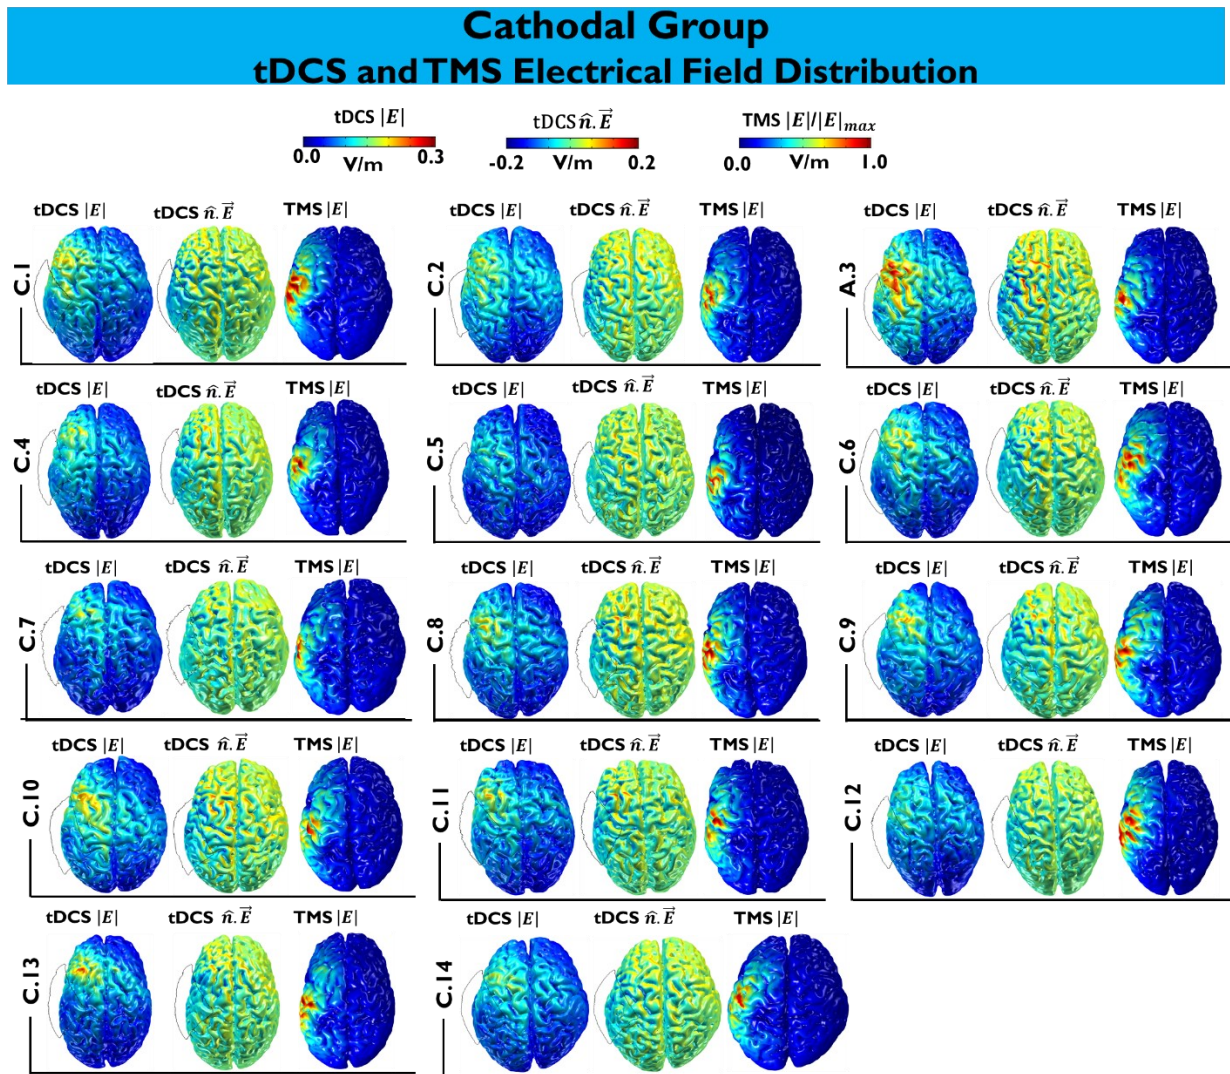 Cathodal Group
tDCS and TMS Electrical Field Distribution
tDCS |E| tDCS n̂.E⃗ TMS |E|/|E|max
0.0 V/m 0.3 -0.2 V/m 0.2 0.0 V/m 1.0
tDCS |E| tDCS n̂.E⃗ TMS |E| tDCS |E| tDCS n̂.E⃗ TMS |E| tDCS |E| tDCS n̂.E⃗ TMS |E|
C.1 C.2 A.3
tDCS |E| tDCS n̂.E⃗ TMS |E| tDCS |E| tDCS n̂.E⃗ TMS |E| tDCS |E| tDCS n̂.E⃗ TMS |E|
C.4 C.5 C.6
tDCS |E| tDCS n̂.E⃗ TMS |E| tDCS |E| tDCS n̂.E⃗ TMS |E| tDCS |E| tDCS n̂.E⃗ TMS |E|
C.7 C.8 C.9
tDCS |E| tDCS n̂.E⃗ TMS |E| tDCS |E| tDCS n̂.E⃗ TMS |E| tDCS |E| tDCS n̂.E⃗ TMS |E|
C.10 C.11 C.12
tDCS |E| tDCS n̂.E⃗ TMS |E| tDCS |E| tDCS n̂.E⃗ TMS |E|
C.13 C.14